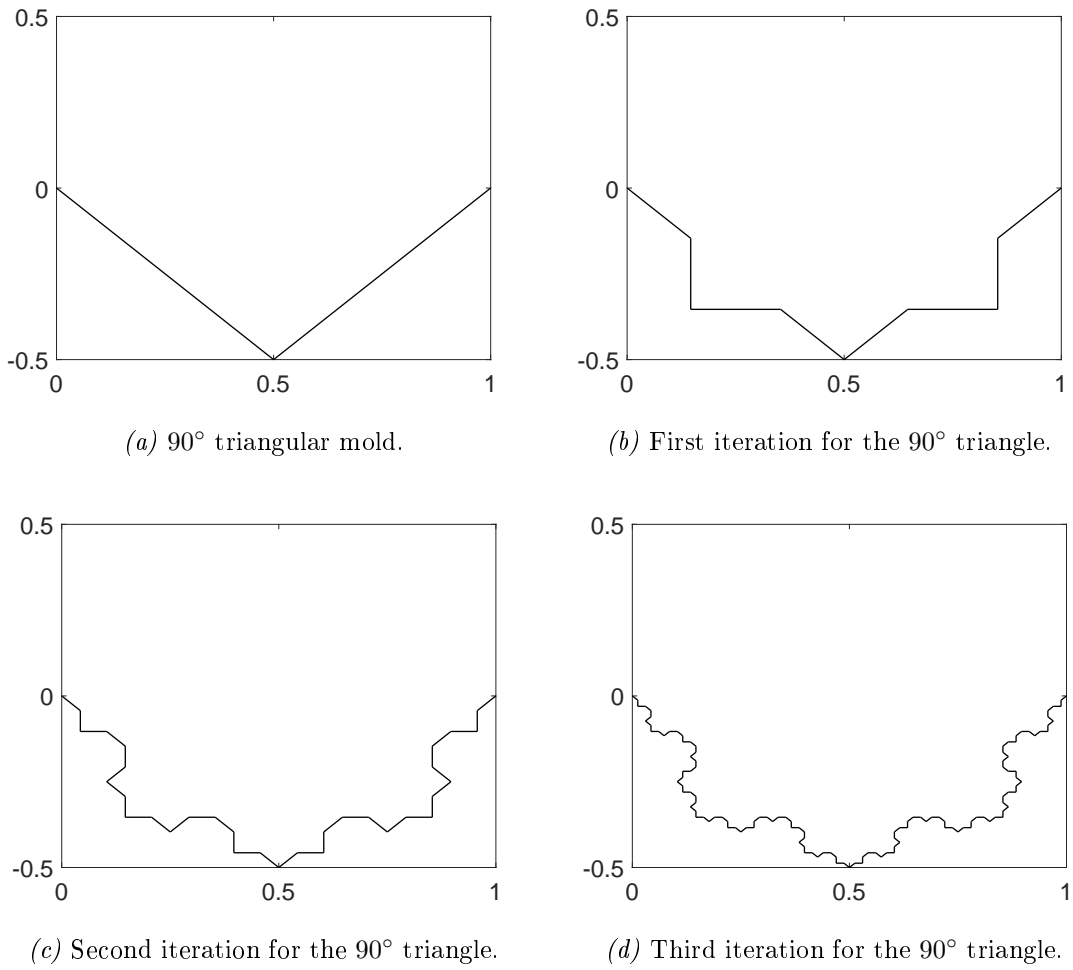 0.5
0
-0.5
0 0.5 1
(a) 90° triangular mold.
0.5
0
-0.5
0 0.5 1
(b) First iteration for the 90° triangle.
0.5
0
-0.5
0 0.5 1
(c) Second iteration for the 90° triangle.
0.5
0
-0.5
0 0.5 1
(d) Third iteration for the 90° triangle.